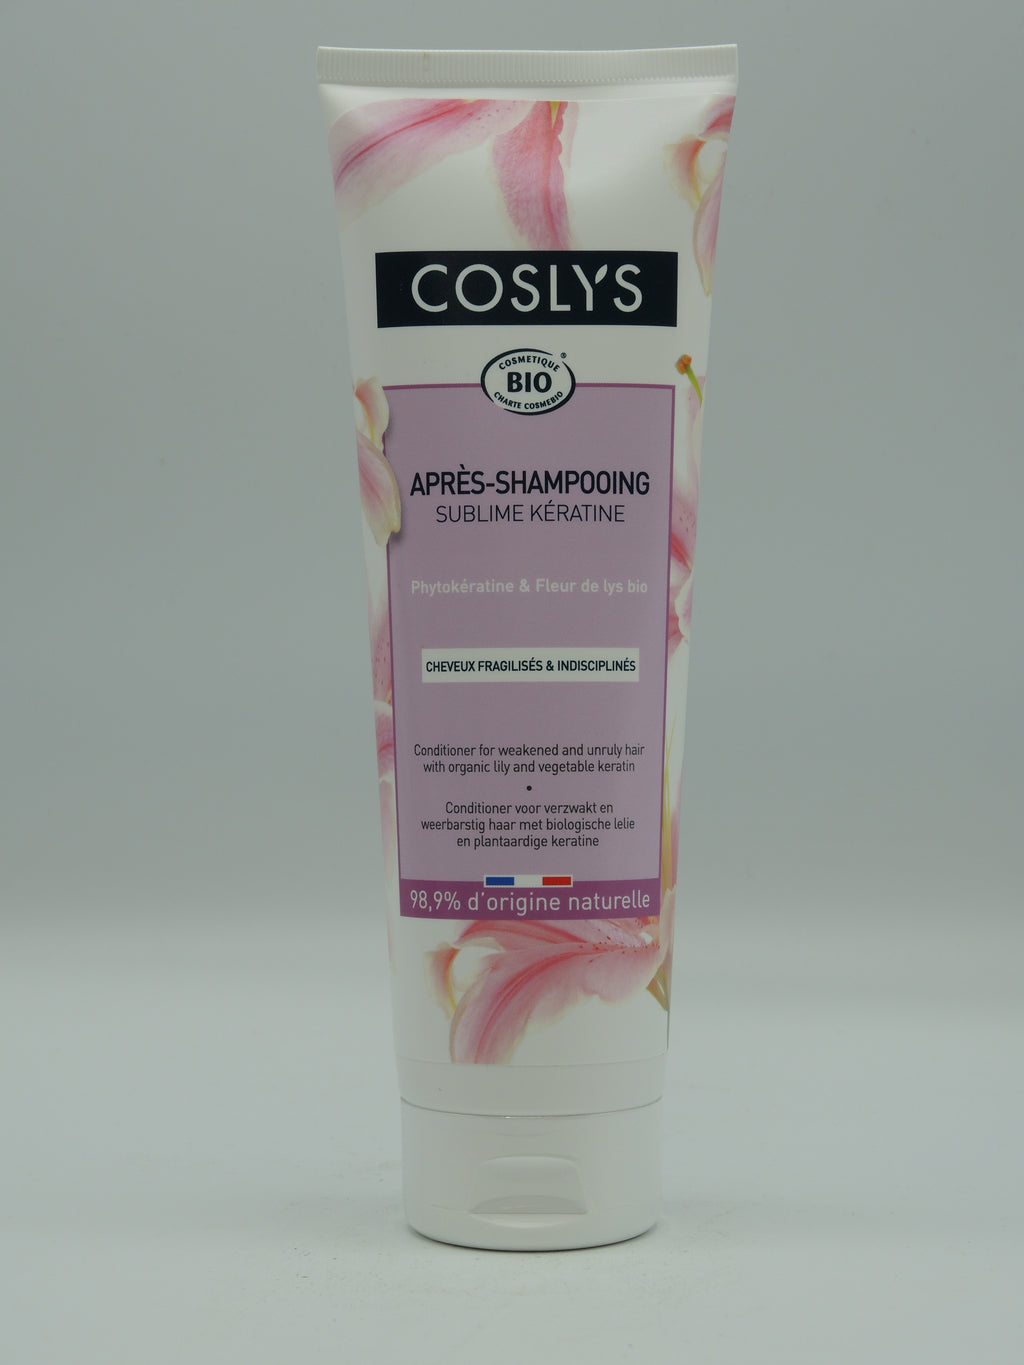 COSLYS
COSMETIQUE ®
BIO
CHARTE COSMEBIO
APRÈS-SHAMPOOING
SUBLIME KÉRATINE
Phytokératine & Fleur de lys bio
CHEVEUX FRAGILISÉS & INDISCIPLINÉS
Conditioner for weakened and unruly hair
with organic lily and vegetable keratin
•
Conditioner voor verzwakt en
weerbarstig haar met biologische lelie
en plantaardige keratine
98,9% d'origine naturelle